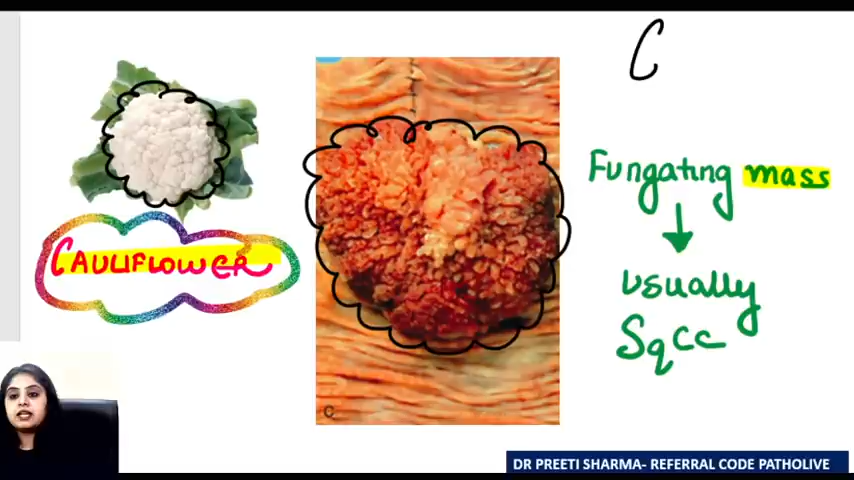 C
CAULIFLOWER
Fungating mass
usually
Sqcc
C
DR PREETI SHARMA- REFERRAL CODE PATHOLIVE